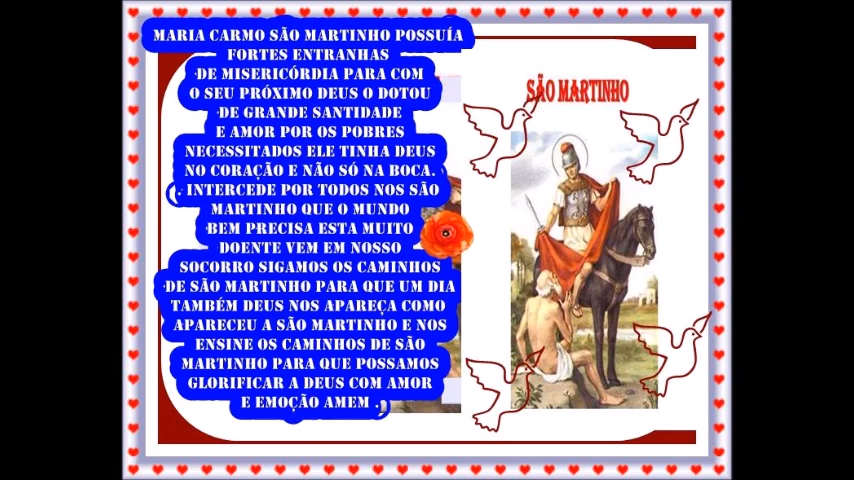 MARIA CARMO SÃO MARTINHO POSSUÍA
FORTES ENTRANHAS
DE MISERICÓRDIA PARA COM
O SEU PRÓXIMO DEUS O DOTOU
DE GRANDE SANTIDADE
E AMOR POR OS POBRES
NECESSITADOS ELE TINHA DEUS
NO CORAÇÃO E NÃO SÓ NA BOCA.
. INTERCEDE POR TODOS NOS SÃO
MARTINHO QUE O MUNDO
BEM PRECISA ESTA MUITO
DOENTE VEM EM NOSSO
SOCORRO SIGAMOS OS CAMINHOS
DE SÃO MARTINHO PARA QUE UM DIA
TAMBÉM DEUS NOS APAREÇA COMO
APARECEU A SÃO MARTINHO E NOS
ENSINE OS CAMINHOS DE SÃO
MARTINHO PARA QUE POSSAMOS
GLORIFICAR A DEUS COM AMOR
E EMOÇÃO AMEM .
SÃO MARTINHO